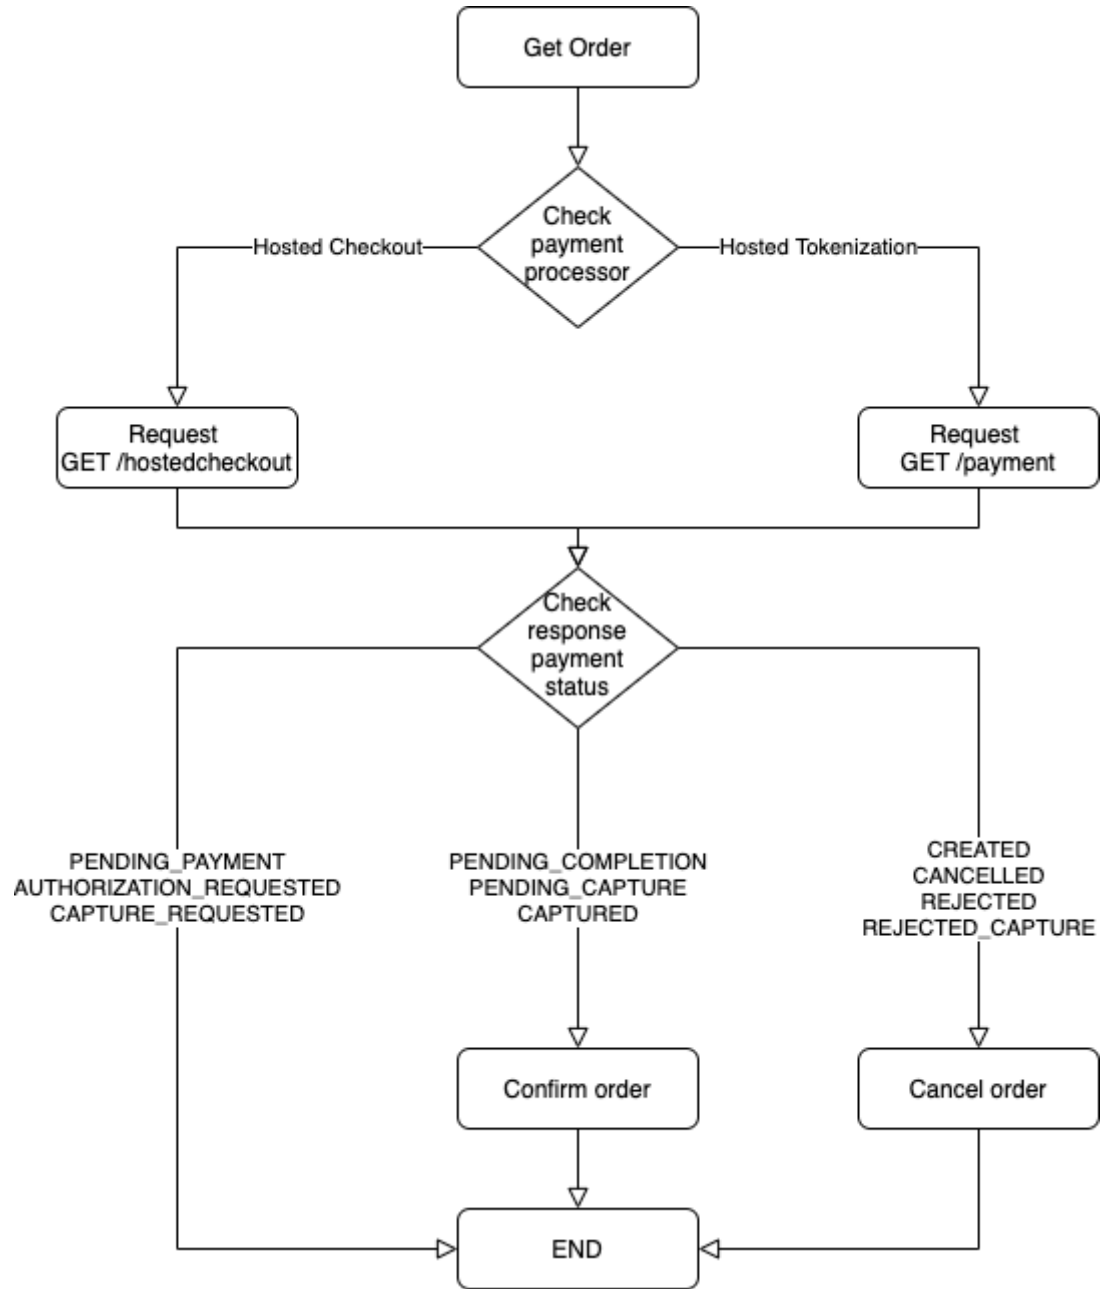 Get Order
Check
payment
processor
Hosted Checkout
Hosted Tokenization
Request
GET /hostedcheckout
Request
GET /payment
Check
response
payment
status
PENDING_PAYMENT
AUTHORIZATION_REQUESTED
CAPTURE_REQUESTED
PENDING_COMPLETION
PENDING_CAPTURE
CAPTURED
CREATED
CANCELLED
REJECTED
REJECTED_CAPTURE
Confirm order
Cancel order
END